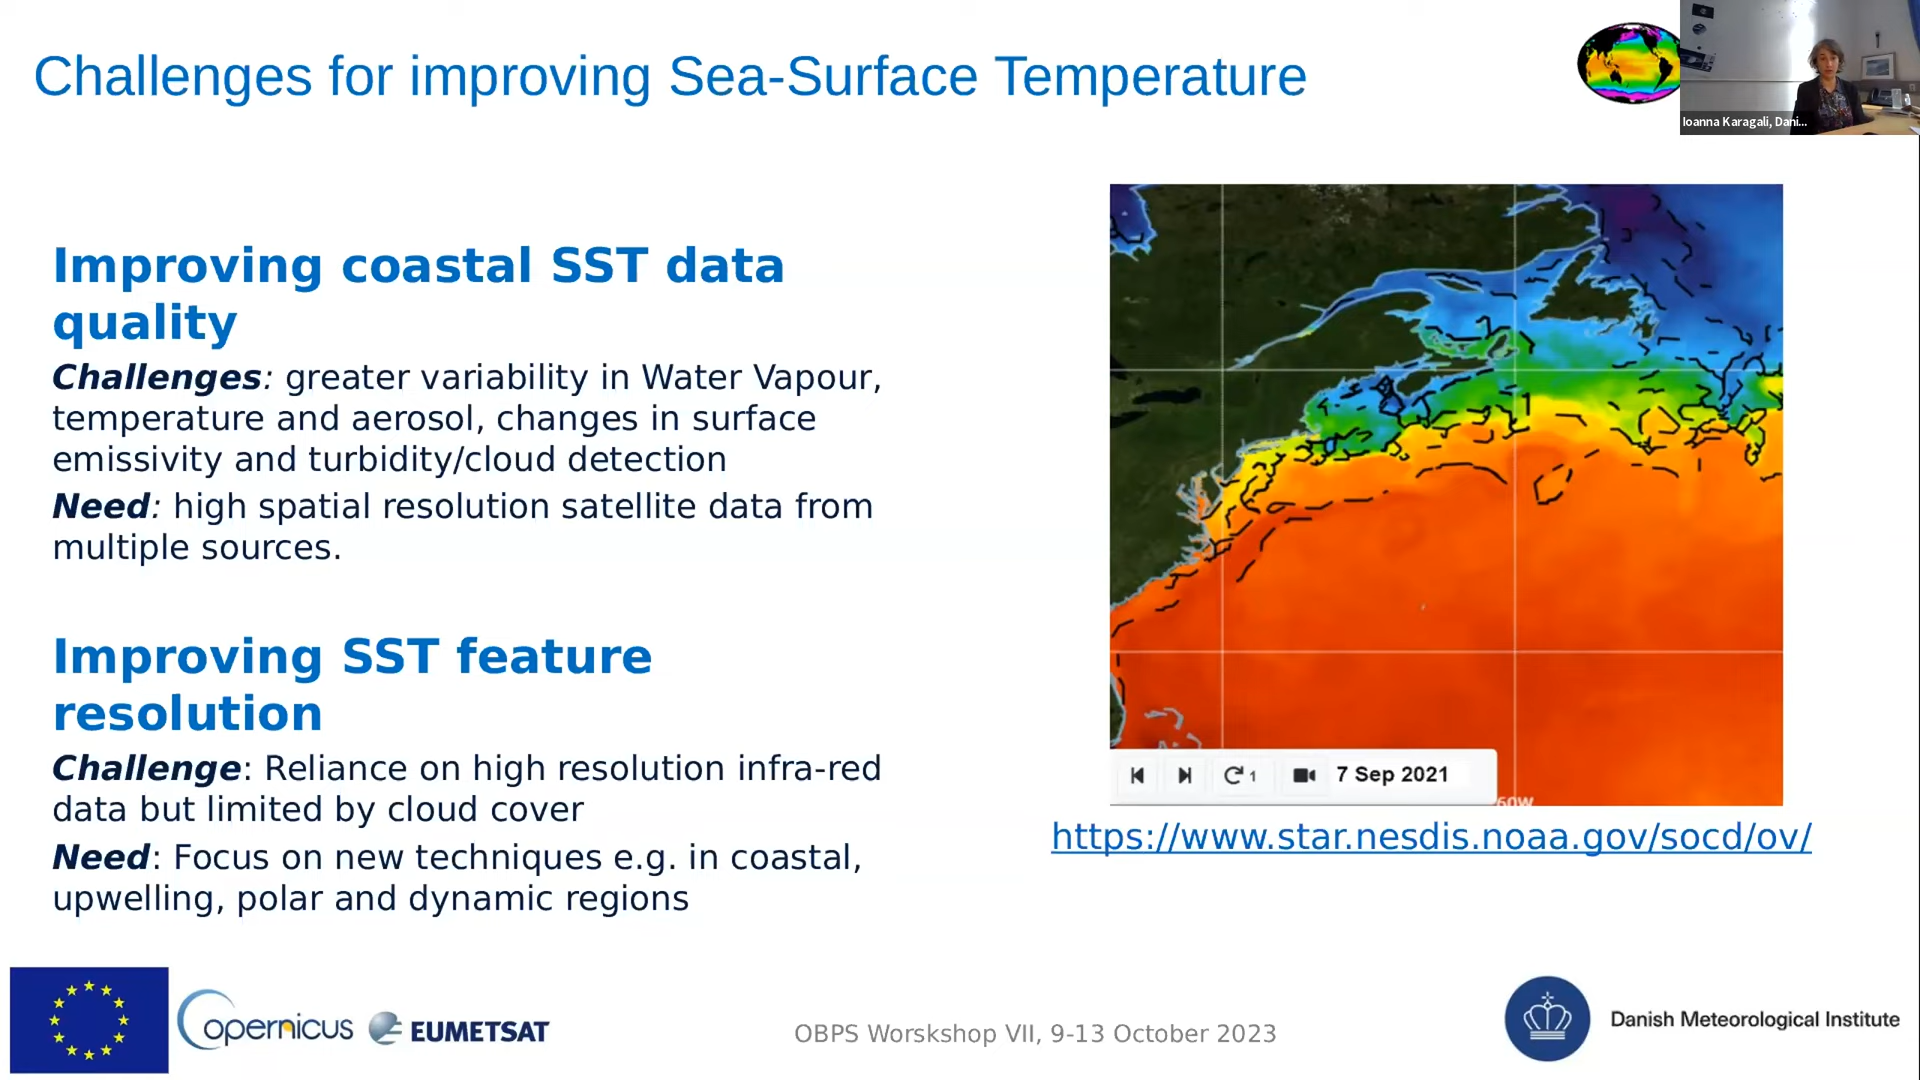 Challenges for improving Sea-Surface Temperature
Ioanna Karagali, Dani...
Improving coastal SST data
quality
Challenges: greater variability in Water Vapour,
temperature and aerosol, changes in surface
emissivity and turbidity/cloud detection
Need: high spatial resolution satellite data from
multiple sources.
Improving SST feature
resolution
Challenge: Reliance on high resolution infra-red
data but limited by cloud cover
Need: Focus on new techniques e.g. in coastal,
upwelling, polar and dynamic regions
1
7 Sep 2021
60W
https://www.star.nesdis.noaa.gov/socd/ov/
opernicus
EUMETSAT
OBPS Worskshop VII, 9-13 October 2023
Danish Meteorological Institute